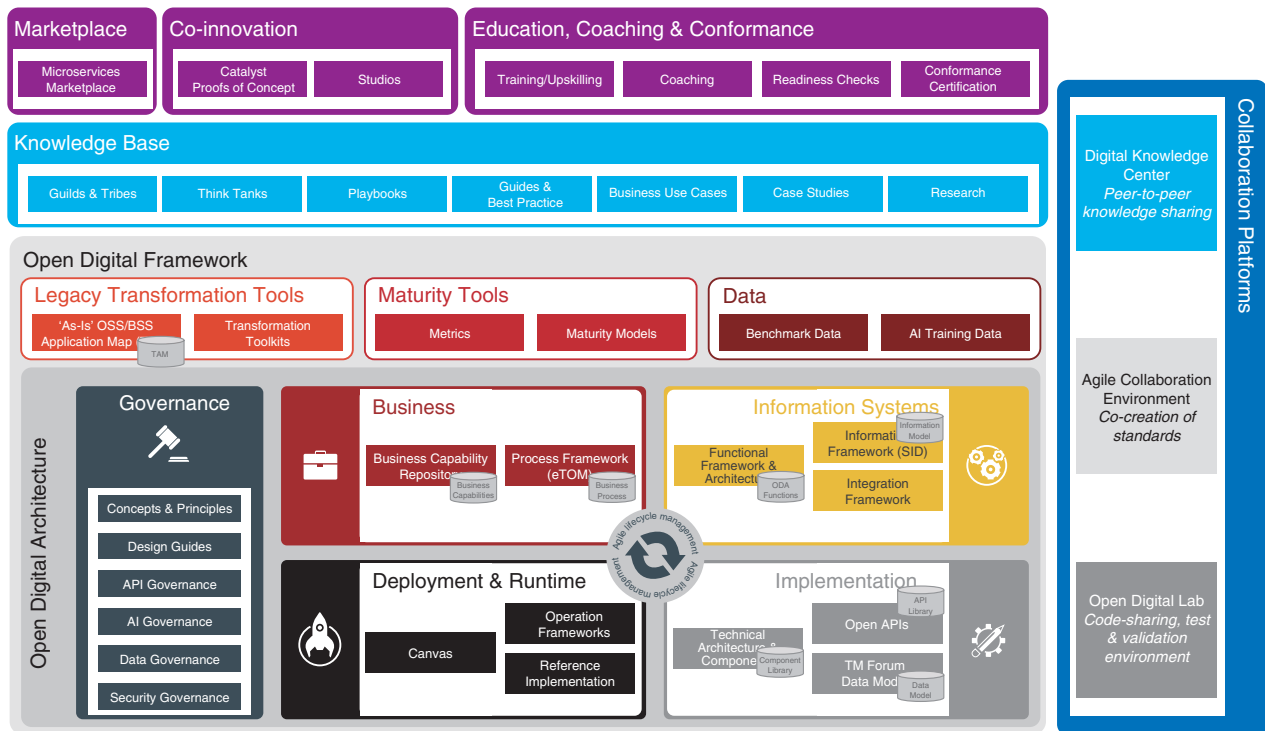 Marketplace
Microservices
Marketplace
Co-innovation
Catalyst
Proofs of Concept
Studios
Education, Coaching & Conformance
Training/Upskilling
Coaching
Readiness Checks
Conformance
Certification
Knowledge Base
Guilds & Tribes
Think Tanks
Playbooks
Guides &
Best Practice
Business Use Cases
Case Studies
Research
Open Digital Framework
Legacy Transformation Tools
‘As-Is’ OSS/BSS
Application Map (
TAM
Transformation
Toolkits
Maturity Tools
Metrics
Maturity Models
Data
Benchmark Data
AI Training Data
Open Digital Architecture
Governance
Concepts & Principles
Design Guides
API Governance
AI Governance
Data Governance
Security Governance
Business
Business Capability
Repository
Business
Capabilities
Process Framework
(eTOM)
Business
Process
Information Systems
Functional
Framework &
Architectu
ODA
Functions
Informati
Framework (SID)
Information
Model
Integration
Framework
Agile lifecycle management
Agile lifecycle management
Deployment & Runtime
Canvas
Operation
Frameworks
Reference
Implementation
Implementation
Technical
Architecture &
Compone
Component
Library
Open APIs
API
Library
TM Forum
Data Mod
Data
Model
Collaboration Platforms
Digital Knowledge
Center
Peer-to-peer
knowledge sharing
Agile Collaboration
Environment
Co-creation of
standards
Open Digital Lab
Code-sharing, test
& validation
environment